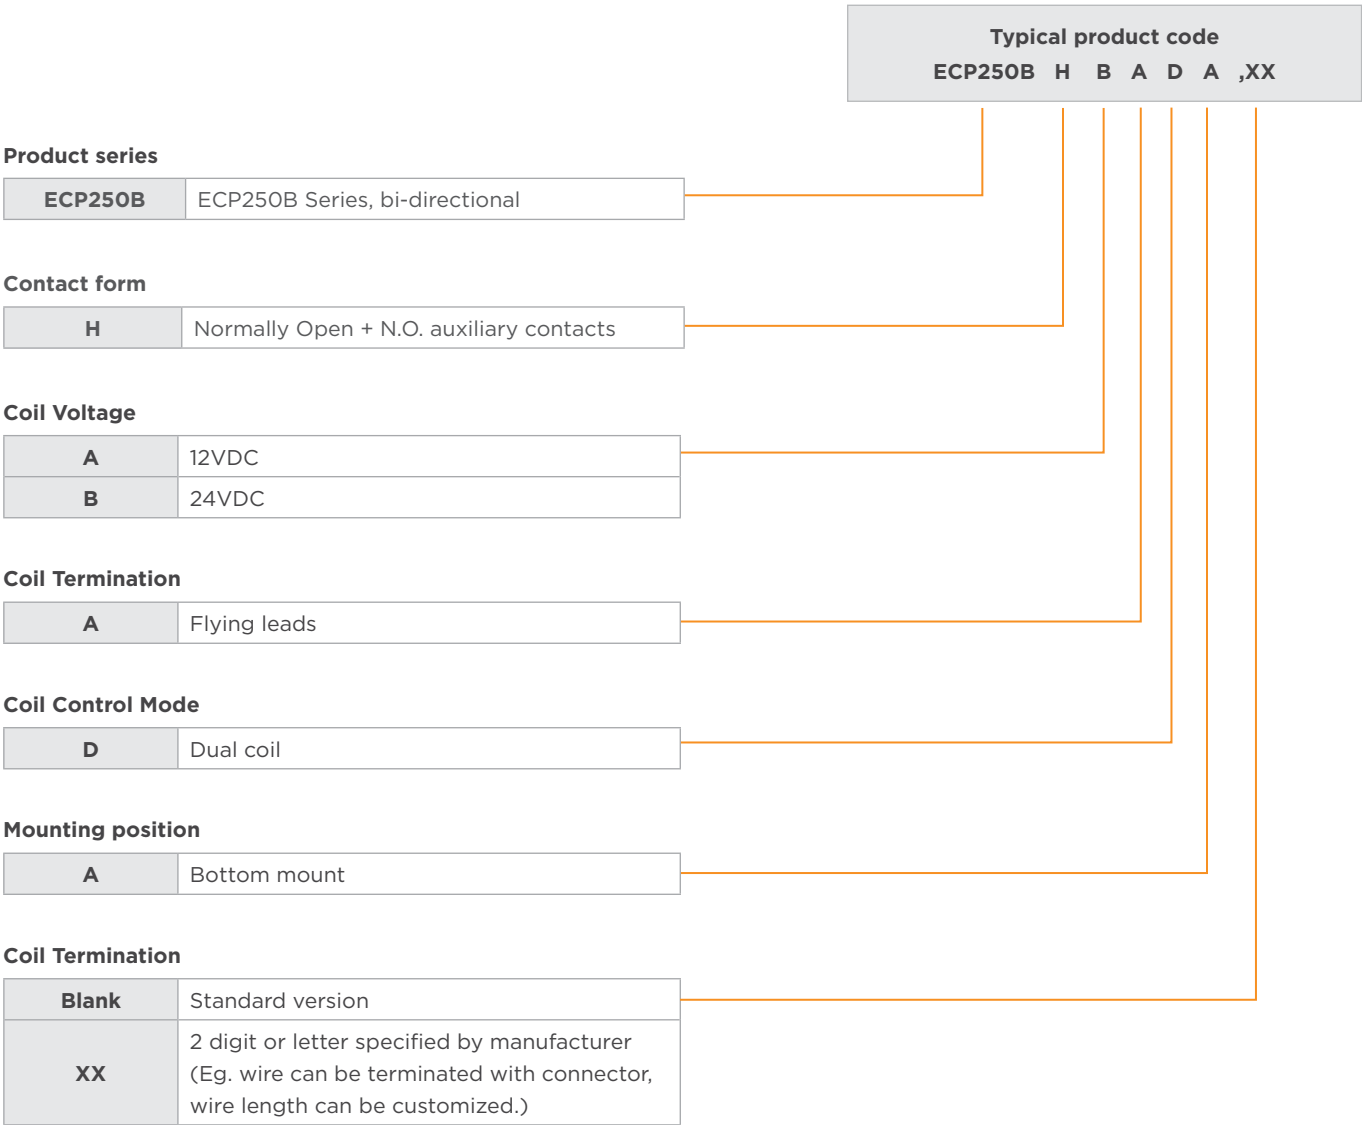 Typical product code
ECP250B H B A D A ,XX
Product series
ECP250B ECP250B Series, bi-directional
Contact form
H Normally Open + N.O. auxiliary contacts
Coil Voltage
A 12VDC
B 24VDC
Coil Termination
A Flying leads
Coil Control Mode
D Dual coil
Mounting position
A Bottom mount
Coil Termination
Blank Standard version
XX 2 digit or letter specified by manufacturer
(Eg. wire can be terminated with connector,
wire length can be customized.)